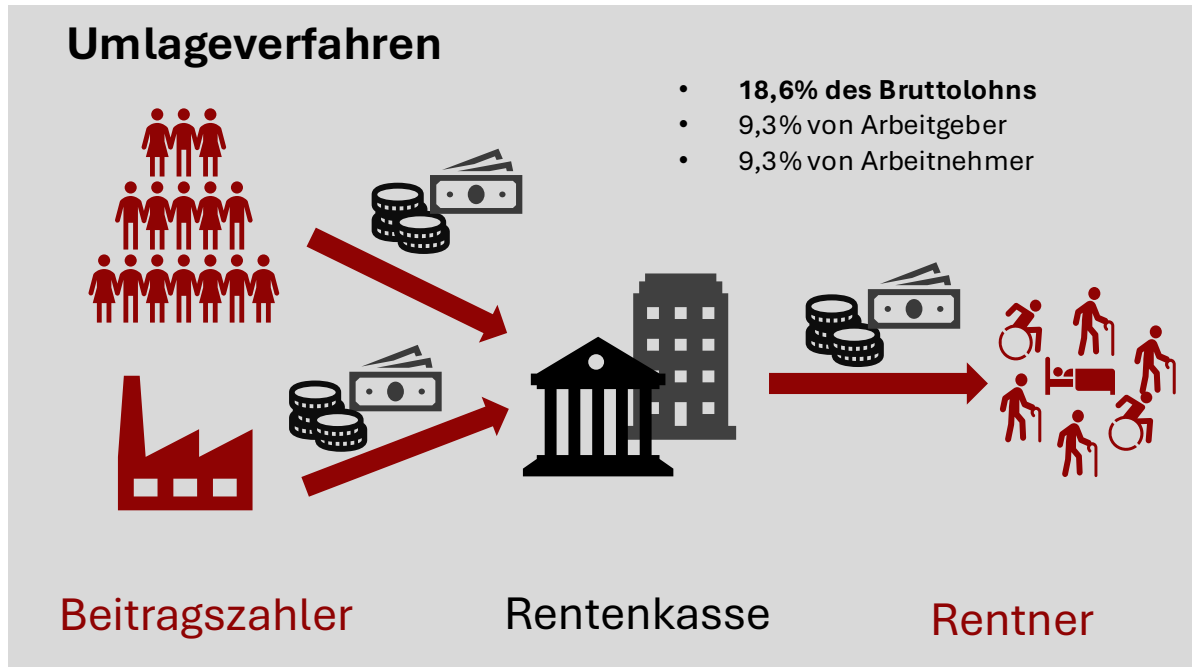 Umlageverfahren
• 18,6% des Bruttolohns
• 9,3% von Arbeitgeber
• 9,3% von Arbeitnehmer
Beitragszahler
Rentenkasse
Rentner